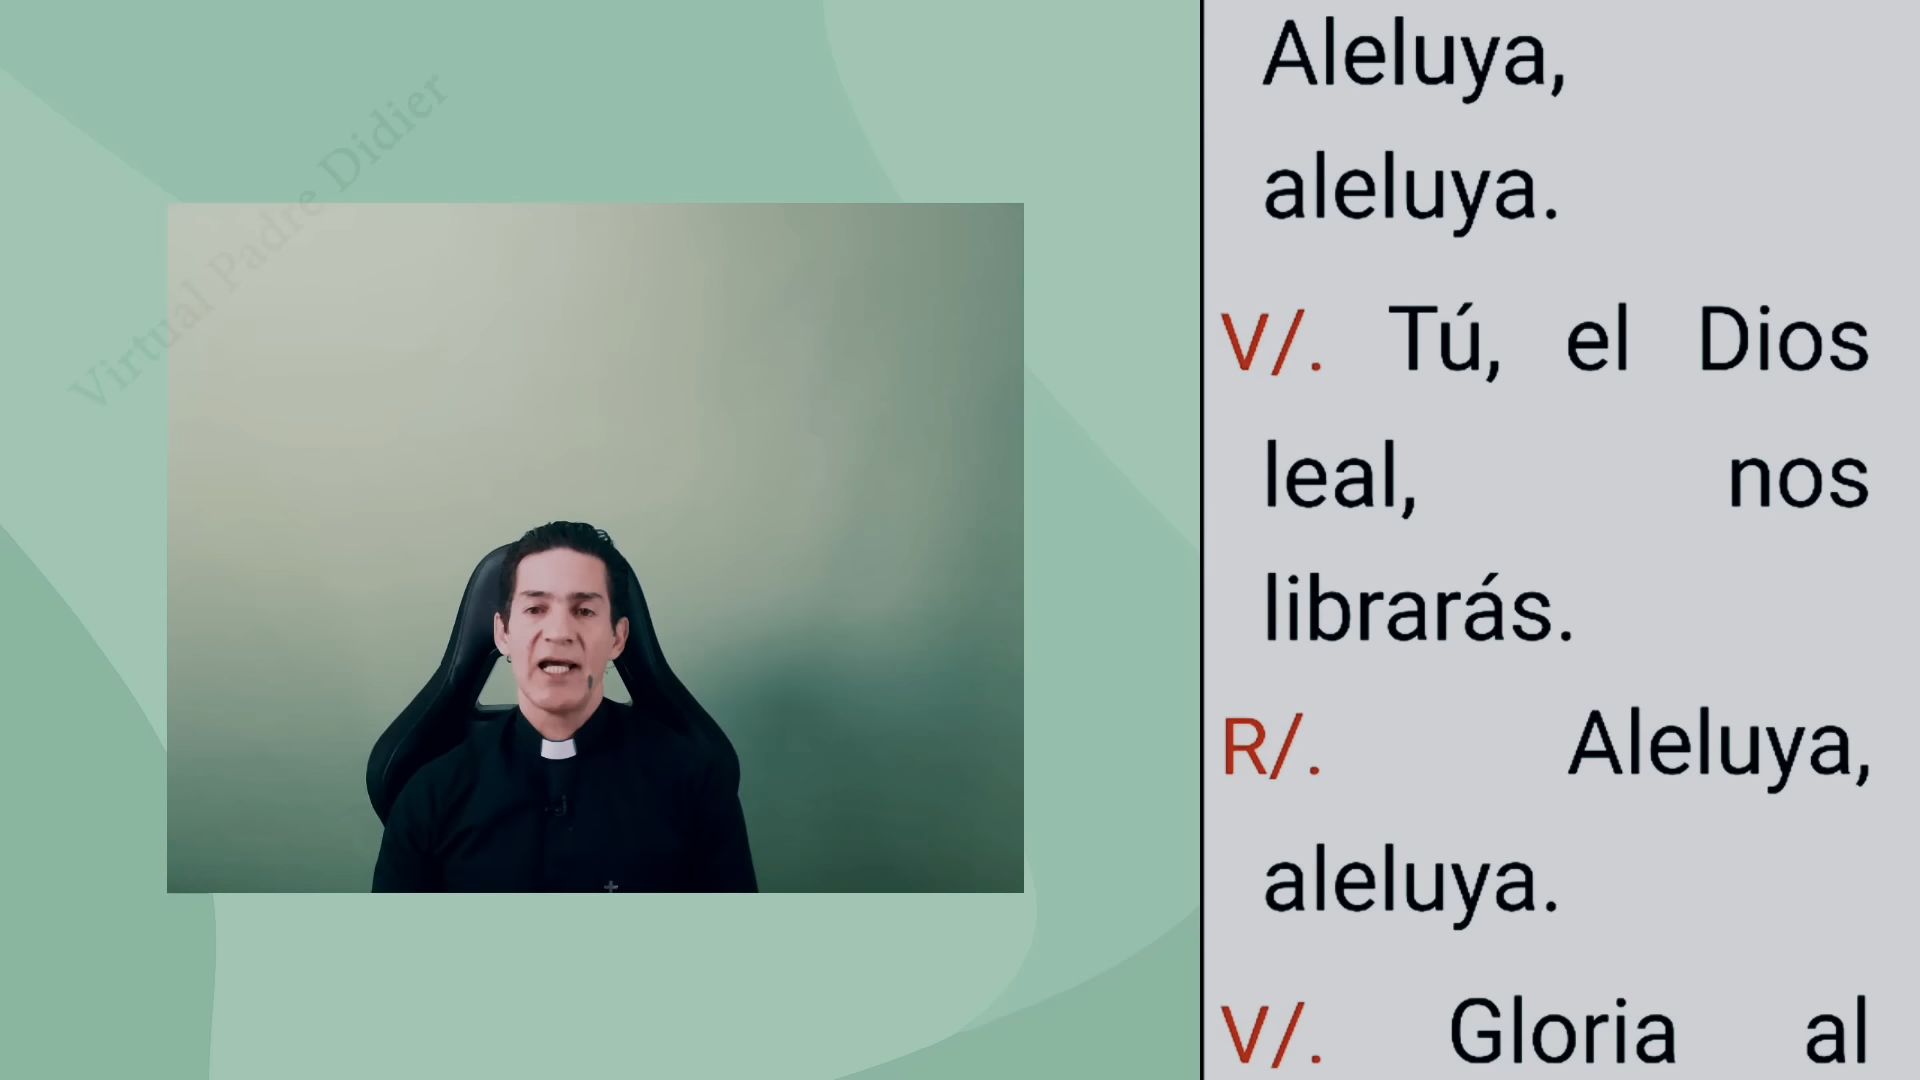 Virtual Padre Didier
Aleluya,
aleluya.
V/. Tú, el Dios
leal, nos
librarás.
R/. Aleluya,
aleluya.
V/. Gloria al